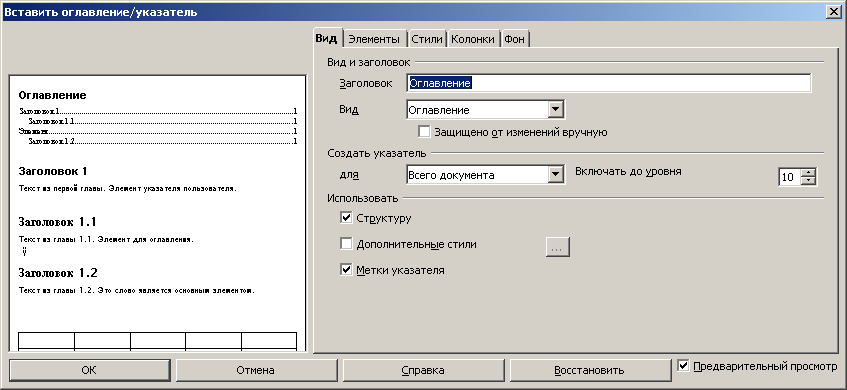 Вставить оглавление/указатель
Вид Элементы Стили Колонки Фон
Вид и заголовок
Заголовок Оглавление
Вид Оглавление
Защищено от изменений вручную
Создать указатель
для Всего документа Включать до уровня 10
Использовать
Структуру
Дополнительные стили ...
Метки указателя
Оглавление
Заголовок 1 1
Заголовок 1.1 1
Элемент 1
Заголовок 1.2 1
Заголовок 1
Текст из первой главы. Элемент указателя пользователя.
Заголовок 1.1
Текст из главы 1.1. Элемент для оглавления.
Заголовок 1.2
Текст из главы 1.2. Это слово является основным элементом.
OK Отмена Справка Восстановить Предварительный просмотр